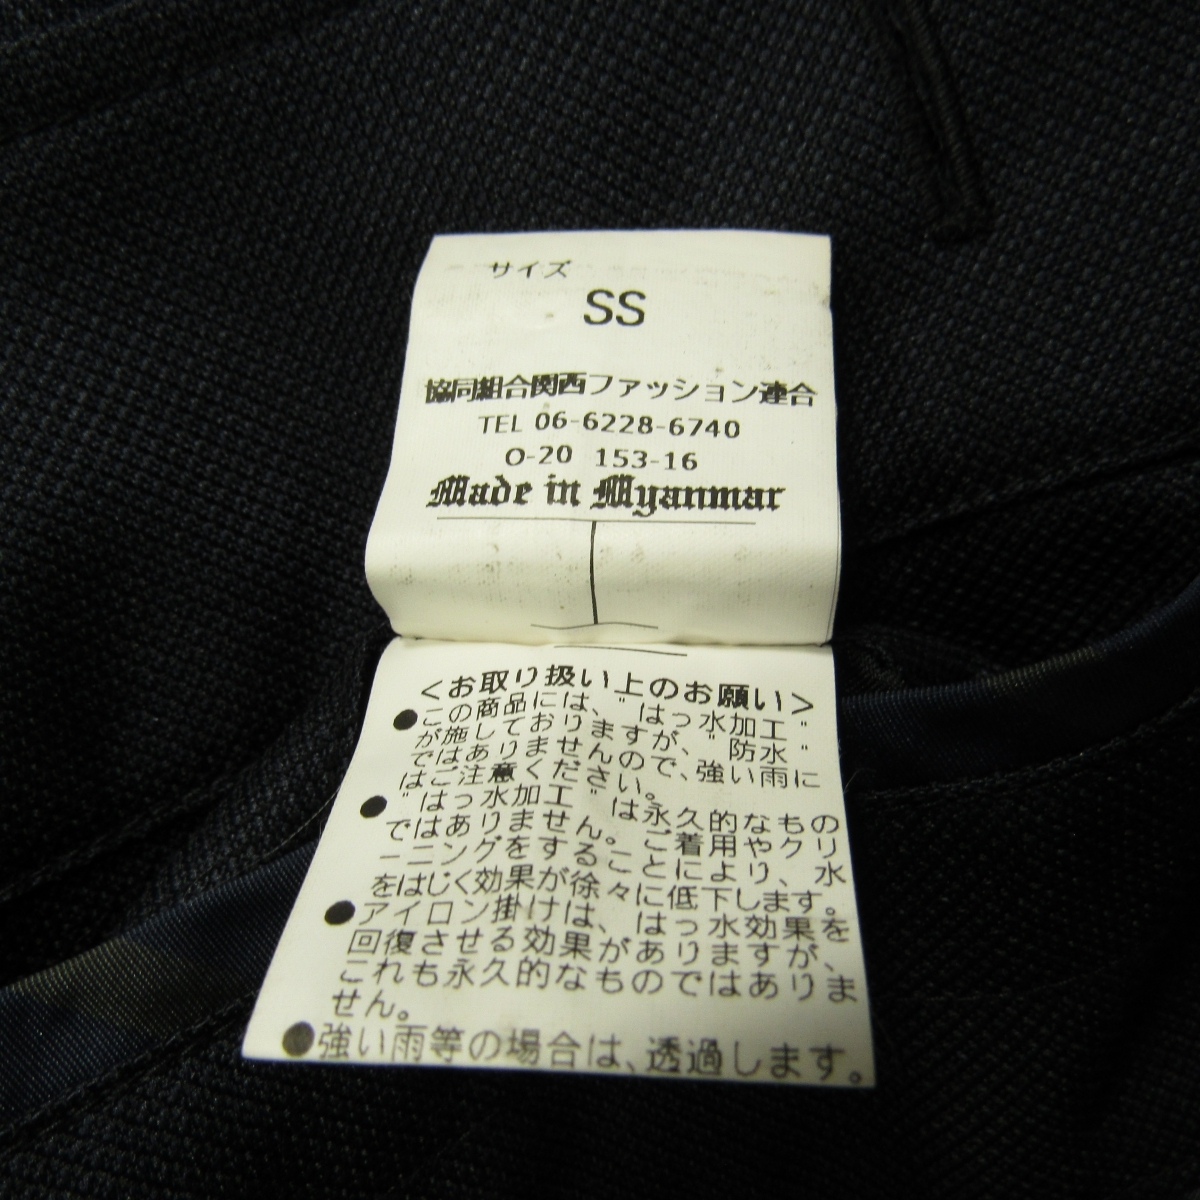 サイズ
SS
協同組合関西ファッション連合
TEL 06-6228-6740
O-20 153-16
Made in Myanmar
＜お取り扱い上のお願い＞
●この商品には、"はっ水加工"
が施しておりますが、"防水"
ではありませんので、強い雨に
はご注意ください。
●"はっ水加工"は永久的なもの
ではありません。ご着用やクリ
ーニングをすることにより、水
をはじく効果が徐々に低下します。
●アイロン掛けは、はっ水効果を
回復させる効果がありますが、
これも永久的なものではありま
せん。
●強い雨等の場合は、透過します。